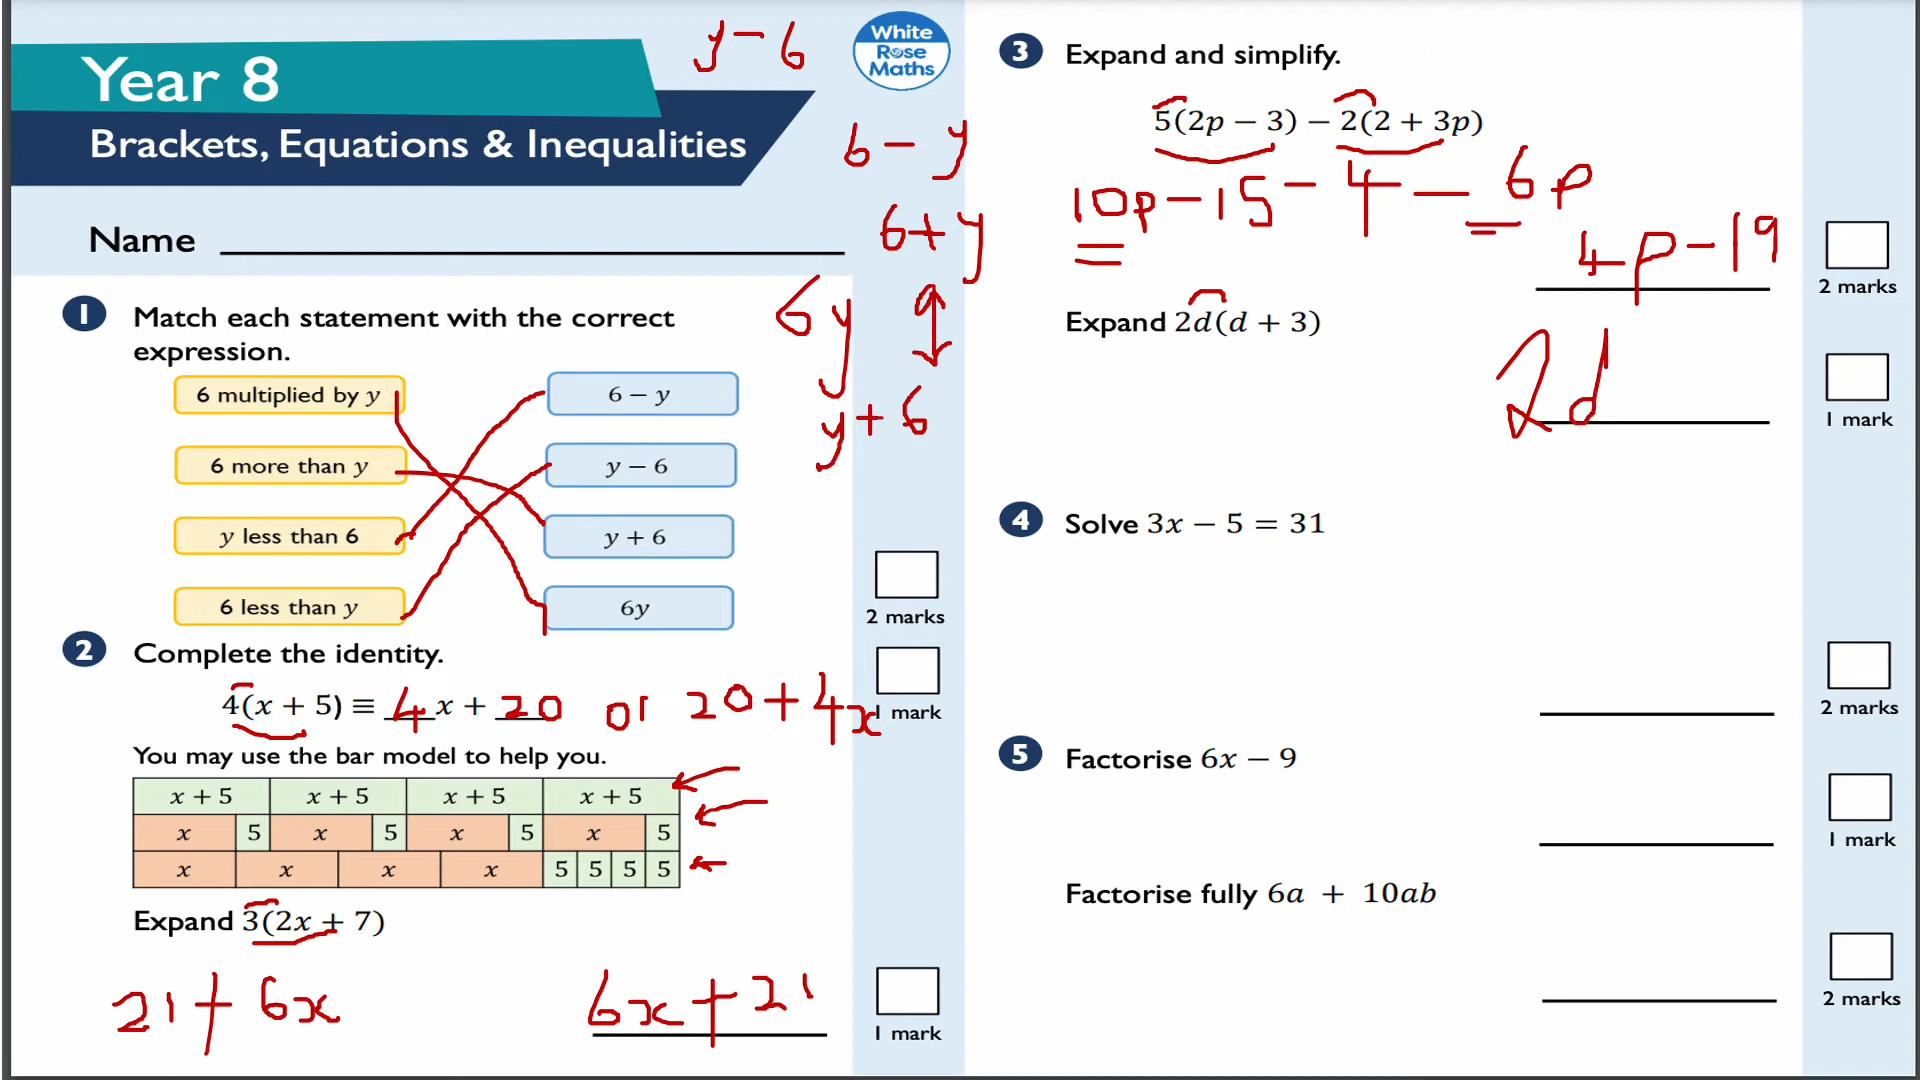 Year 8
Brackets, Equations & Inequalities
White
Rose
Maths
y - 6
6 - y
6 + y
6y
y + 6
Name
1 Match each statement with the correct
expression.
6 multiplied by y
6 - y
6 more than y
y - 6
y less than 6
y + 6
6 less than y
6y
2 marks
2 Complete the identity.
4(x + 5) ≡ 4x + 20 or 20 + 4x
1 mark
You may use the bar model to help you.
x + 5 x + 5 x + 5 x + 5
x 5 x 5 x 5 x 5
x x x x 5 5 5 5
Expand 3(2x + 7)
21 + 6x
6x + 21
1 mark
3 Expand and simplify.
5(2p − 3) − 2(2 + 3p)
10p - 15 - 4 - 6p
4p - 19
2 marks
Expand 2d(d + 3)
2d
1 mark
4 Solve 3x − 5 = 31
2 marks
5 Factorise 6x − 9
1 mark
Factorise fully 6a + 10ab
2 marks